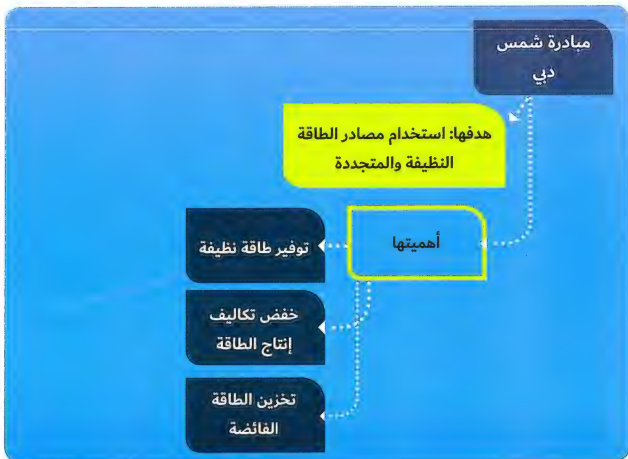 مبادرة شمس
دبي
هدفها: استخدام مصادر الطاقة
النظيفة والمتجددة
أهميتها
توفير طاقة نظيفة
خفض تكاليف
إنتاج الطاقة
تخزين الطاقة
الفائضة